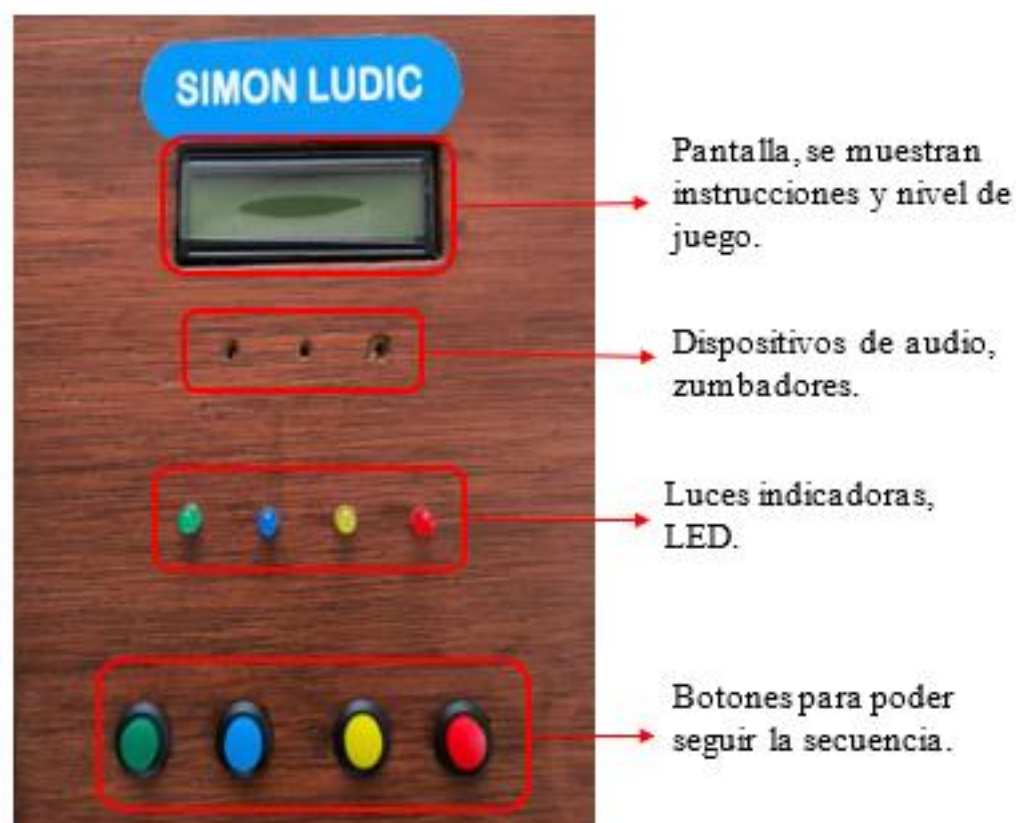 SIMON LUDIC
Pantalla, se muestran
instrucciones y nivel de
juego.
Dispositivos de audio,
zumbadores.
Luces indicadoras,
LED.
Botones para poder
seguir la secuencia.